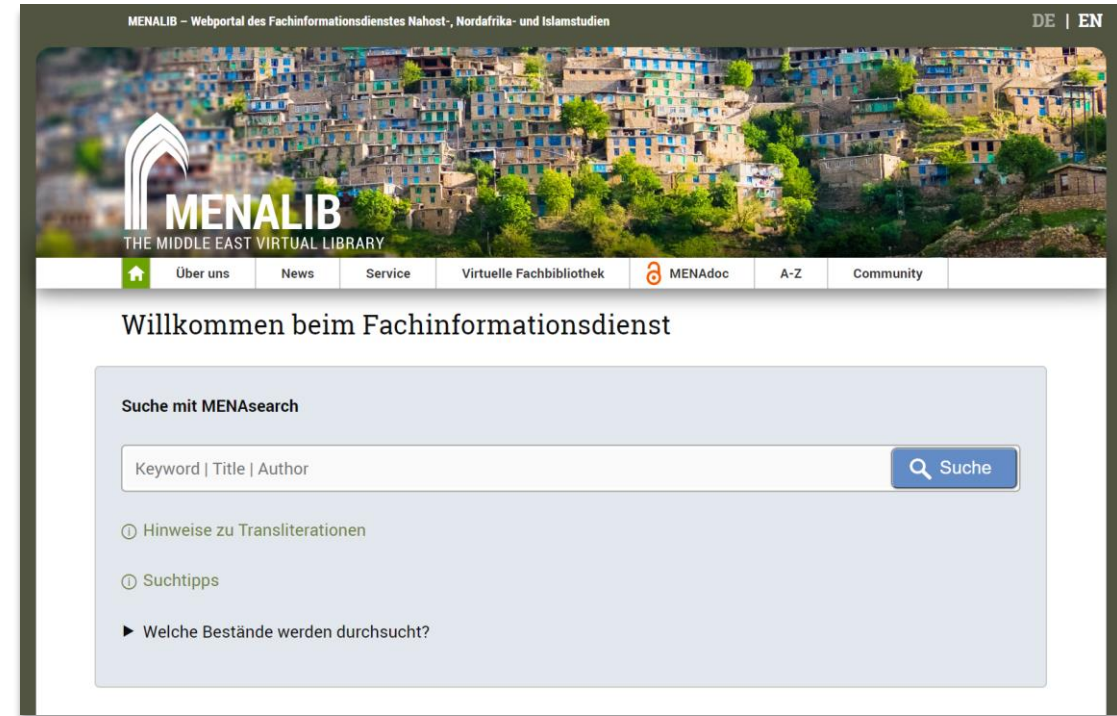 MENALIB – Webportal des Fachinformationsdienstes Nahost-, Nordafrika- und Islamstudien
DE | EN
MENALIB
THE MIDDLE EAST VIRTUAL LIBRARY
Über uns News Service Virtuelle Fachbibliothek MENAdoc A-Z Community
Willkommen beim Fachinformationsdienst
Suche mit MENAsearch
Keyword | Title | Author Suche
Hinweise zu Transliterationen
Suchtipps
Welche Bestände werden durchsucht?